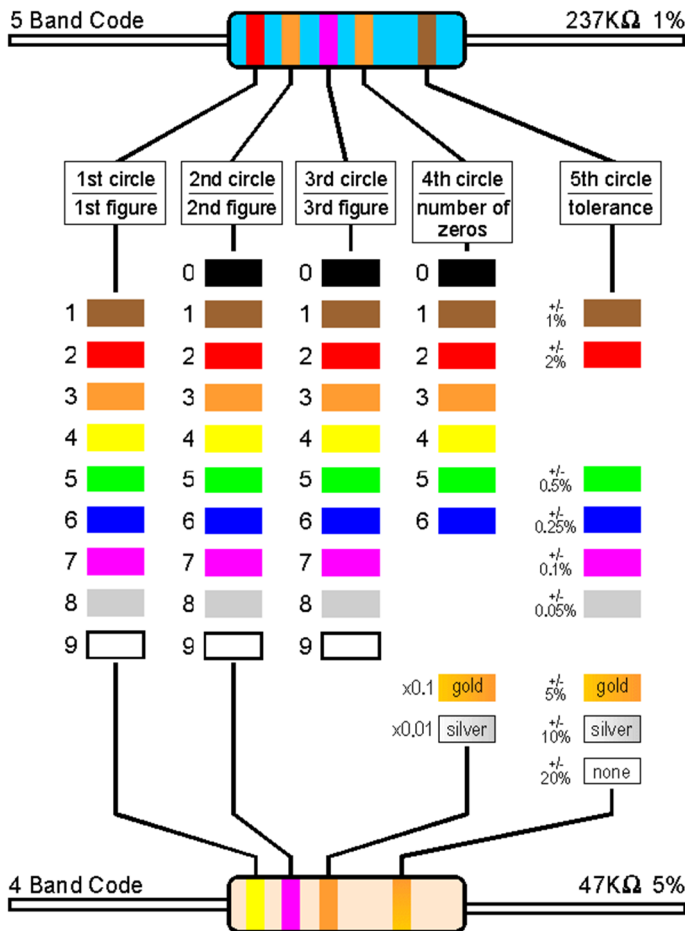 5 Band Code 237KΩ 1%
1st circle 2nd circle 3rd circle 4th circle 5th circle
1st figure 2nd figure 3rd figure number of tolerance
zeros
0 0 0
1 1 1 1 +/-
1%
2 2 2 2 +/-
2%
3 3 3 3
4 4 4 4
5 5 5 5 +/-
0.5%
6 6 6 6 +/-
0.25%
7 7 7 +/-
0.1%
8 8 8 +/-
0.05%
9 9 9
x0.1 gold +/- gold
5%
x0.01 silver +/- silver
10%
+/- none
20%
4 Band Code 47KΩ 5%